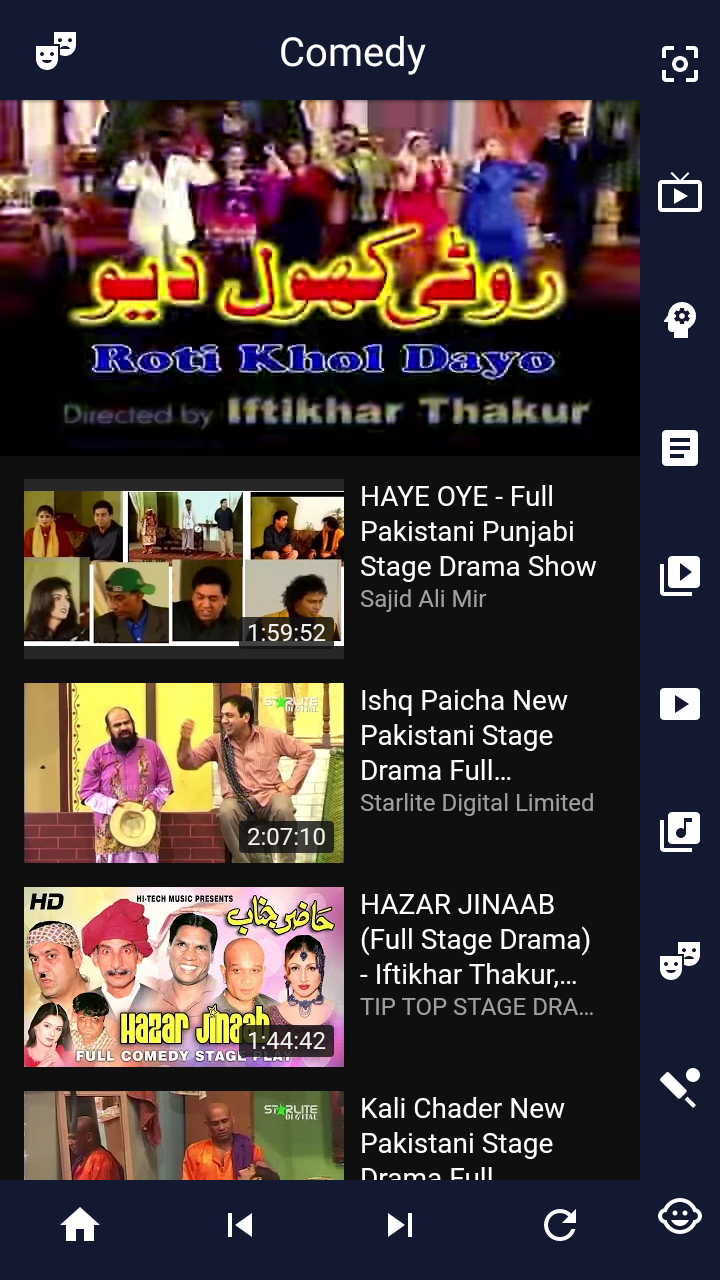 Comedy
روٹی کھول دیو
Roti Khol Dayo
Directed by Iftikhar Thakur
HAYE OYE - Full
Pakistani Punjabi
Stage Drama Show
Sajid Ali Mir
1:59:52
STARLITE
DIGITAL
Ishq Paicha New
Pakistani Stage
Drama Full...
Starlite Digital Limited
2:07:10
HD
HI-TECH MUSIC PRESENTS
حاضر جناب
Hazar Jinaab
FULL COMEDY STAGE PLAY
1:44:42
HAZAR JINAAB
(Full Stage Drama)
- Iftikhar Thakur,...
TIP TOP STAGE DRA...
STARLITE
DIGITAL
Kali Chader New
Pakistani Stage
Drama Full